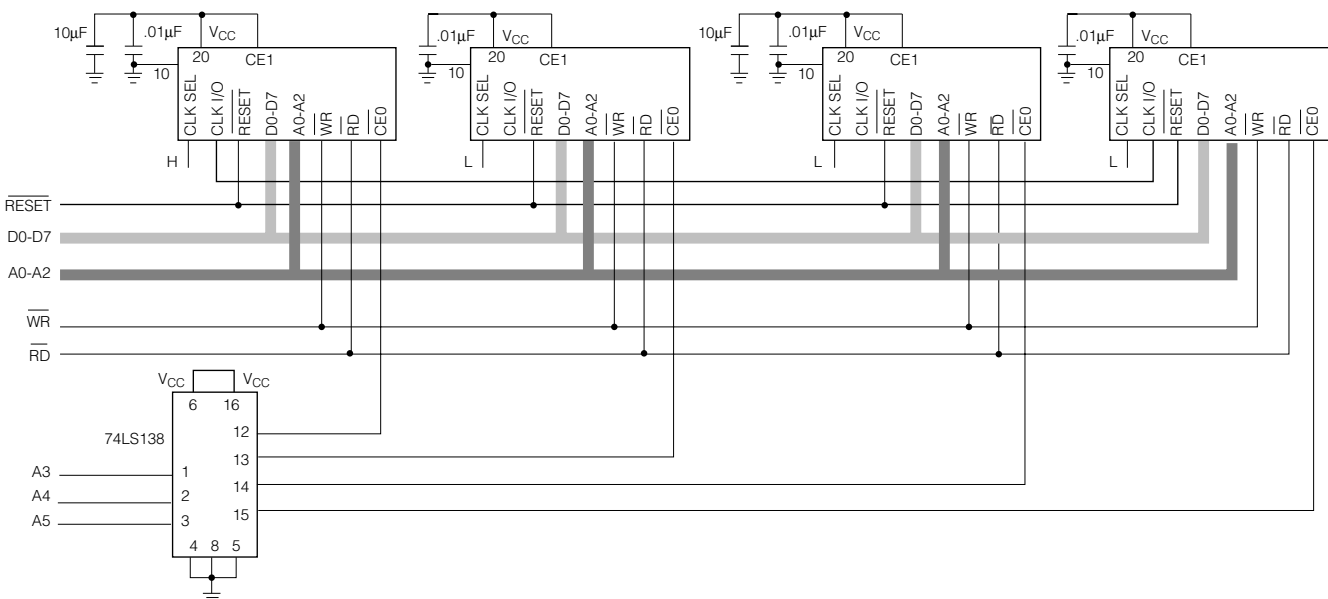 10µF .01µF VCC
.01µF VCC
10µF .01µF VCC
.01µF VCC
20 CE1
20 CE1
20 CE1
20 CE1
10
10
10
10
CLK SEL CLK I/O RESET D0-D7 A0-A2 WR RD CE0
CLK SEL CLK I/O RESET D0-D7 A0-A2 WR RD CE0
CLK SEL CLK I/O RESET D0-D7 A0-A2 WR RD CE0
CLK SEL CLK I/O RESET D0-D7 A0-A2 WR RD CE0
H
L
L
L
RESET
D0-D7
A0-A2
WR
RD
VCC VCC
6 16
74LS138
12
13
14
15
A3 1
A4 2
A5 3
4 8 5